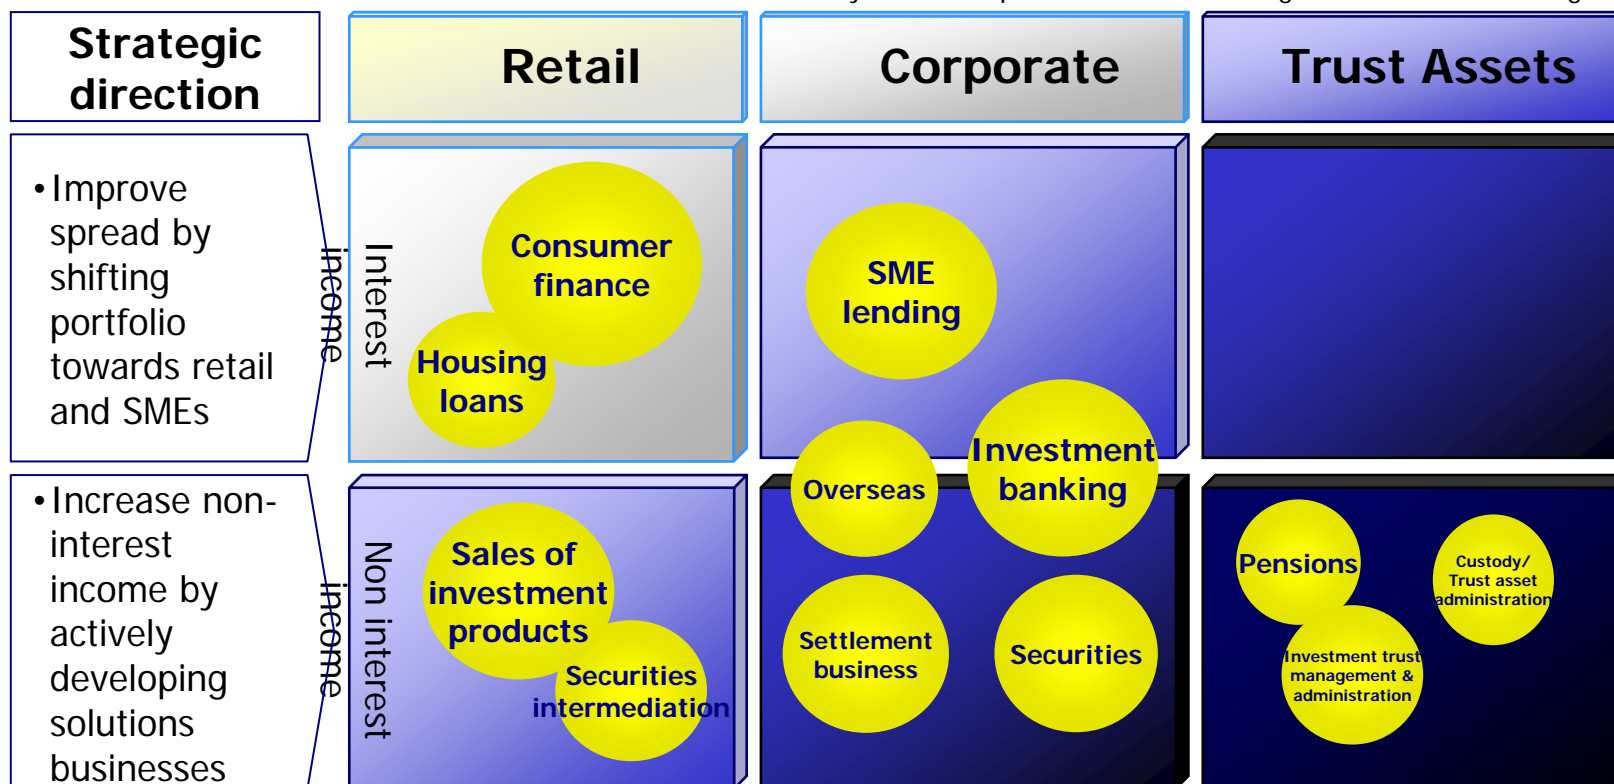 Strategic
direction
Retail
Corporate
Trust Assets
•Improve
spread by
shifting
portfolio
towards retail
and SMEs
Interest
income
Consumer
finance
Housing
loans
SME
lending
Overseas
Investment
banking
•Increase non-
interest
income by
actively
developing
solutions
businesses
Non interest
income
Sales of
investment
products
Securities
intermediation
Settlement
business
Securities
Pensions
Custody/
Trust asset
administration
Investment trust
management &
administration